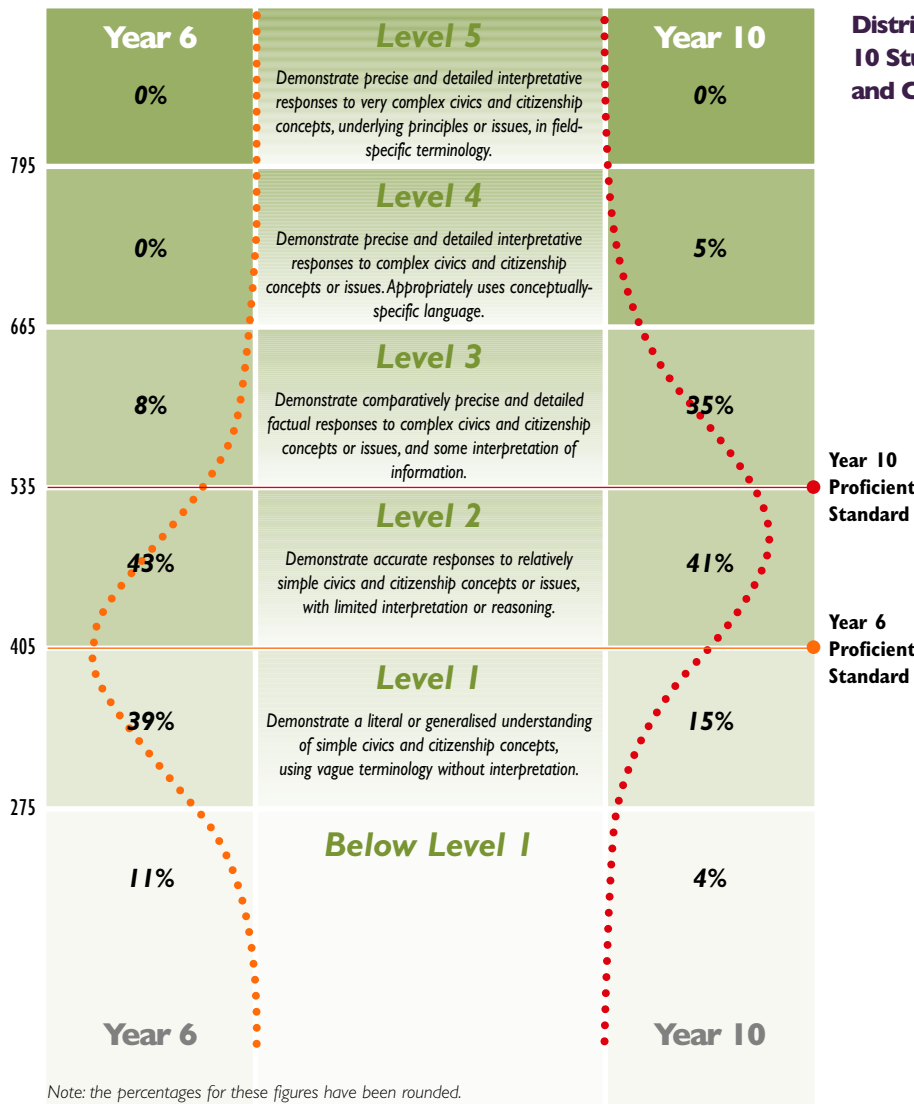 Year 6
Level 5
Year 10
Distri
10 Stu
and C
0%
Demonstrate precise and detailed interpretative
responses to very complex civics and citizenship
concepts, underlying principles or issues, in field-
specific terminology.
0%
795
Level 4
0%
Demonstrate precise and detailed interpretative
responses to complex civics and citizenship
concepts or issues. Appropriately uses conceptually-
specific language.
5%
665
Level 3
8%
Demonstrate comparatively precise and detailed
factual responses to complex civics and citizenship
concepts or issues, and some interpretation of
information.
35%
535
Year 10
Proficient
Standard
Level 2
43%
Demonstrate accurate responses to relatively
simple civics and citizenship concepts or issues,
with limited interpretation or reasoning.
41%
405
Year 6
Proficient
Standard
Level 1
39%
Demonstrate a literal or generalised understanding
of simple civics and citizenship concepts,
using vague terminology without interpretation.
15%
275
Below Level 1
11%
4%
Year 6
Year 10
Note: the percentages for these figures have been rounded.